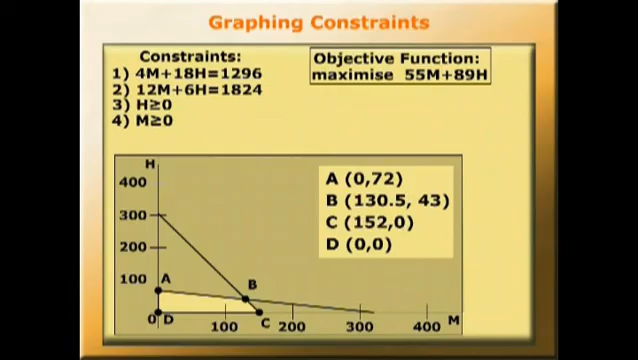 Graphing Constraints
Constraints:
1) 4M+18H=1296
2) 12M+6H=1824
3) H≥0
4) M≥0
Objective Function:
maximise 55M+89H
H
400
300
200
100
A
B
0 D
100
C
200
300
400
M
A (0,72)
B (130.5, 43)
C (152,0)
D (0,0)